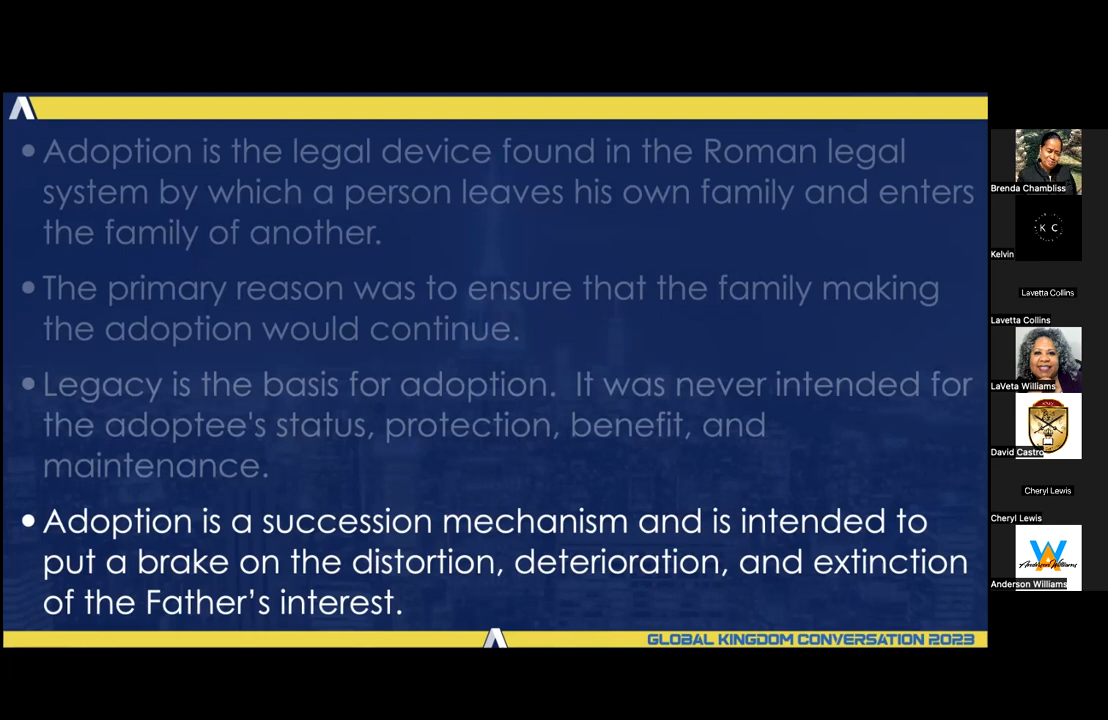 • Adoption is the legal device found in the Roman legal
system by which a person leaves his own family and enters
the family of another.
• The primary reason was to ensure that the family making
the adoption would continue.
• Legacy is the basis for adoption.  It was never intended for
the adoptee's status, protection, benefit, and
maintenance.
• Adoption is a succession mechanism and is intended to
put a brake on the distortion, deterioration, and extinction
of the Father's interest.
GLOBAL KINGDOM CONVERSATION 2023
Brenda Chambliss
K C
Kelvin
Lavetta Collins
Lavetta Collins
LaVeta Williams
David Castro
Cheryl Lewis
Cheryl Lewis
Anderson Williams
Anderson Williams